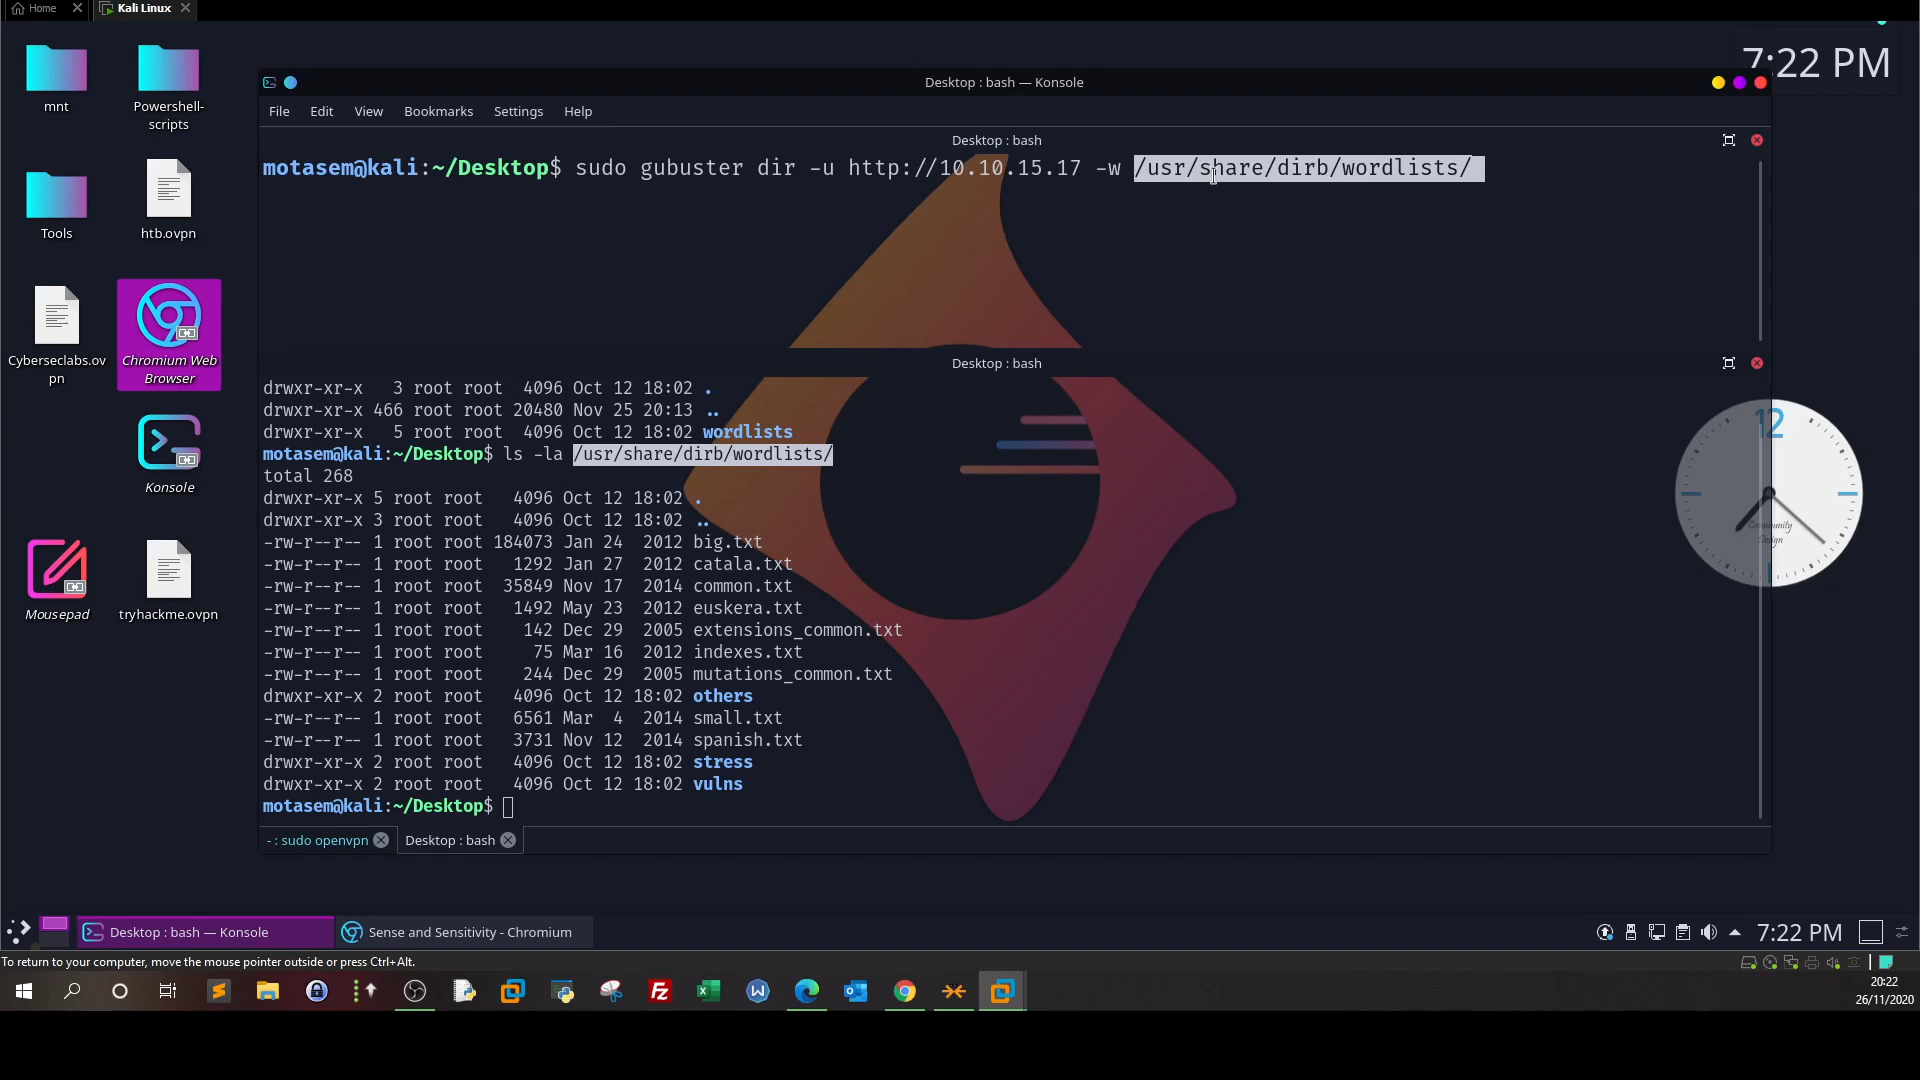 Home
Kali Linux
7:22 PM
mnt
Powershell-
scripts
Tools
htb.ovpn
Cyberseclabs.ov
pn
Chromium Web
Browser
Konsole
Mousepad
tryhackme.ovpn
Desktop : bash — Konsole
File Edit View Bookmarks Settings Help
Desktop : bash
motasem@kali:~/Desktop$ sudo gubuster dir -u http://10.10.15.17 -w /usr/share/dirb/wordlists/
Desktop : bash
drwxr-xr-x   3 root root  4096 Oct 12 18:02 .
drwxr-xr-x 466 root root 20480 Nov 25 20:13 ..
drwxr-xr-x   5 root root  4096 Oct 12 18:02 wordlists
motasem@kali:~/Desktop$ ls -la /usr/share/dirb/wordlists/
total 268
drwxr-xr-x 5 root root   4096 Oct 12 18:02 .
drwxr-xr-x 3 root root   4096 Oct 12 18:02 ..
-rw-r--r-- 1 root root 184073 Jan 24  2012 big.txt
-rw-r--r-- 1 root root   1292 Jan 27  2012 catala.txt
-rw-r--r-- 1 root root  35849 Nov 17  2014 common.txt
-rw-r--r-- 1 root root   1492 May 23  2012 euskera.txt
-rw-r--r-- 1 root root    142 Dec 29  2005 extensions_common.txt
-rw-r--r-- 1 root root     75 Mar 16  2012 indexes.txt
-rw-r--r-- 1 root root    244 Dec 29  2005 mutations_common.txt
drwxr-xr-x 2 root root   4096 Oct 12 18:02 others
-rw-r--r-- 1 root root   6561 Mar  4  2014 small.txt
-rw-r--r-- 1 root root   3731 Nov 12  2014 spanish.txt
drwxr-xr-x 2 root root   4096 Oct 12 18:02 stress
drwxr-xr-x 2 root root   4096 Oct 12 18:02 vulns
motasem@kali:~/Desktop$
- : sudo openvpn
Desktop : bash
12
Community
Design
Desktop : bash — Konsole
Sense and Sensitivity - Chromium
7:22 PM
To return to your computer, move the mouse pointer outside or press Ctrl+Alt.
20:22
26/11/2020